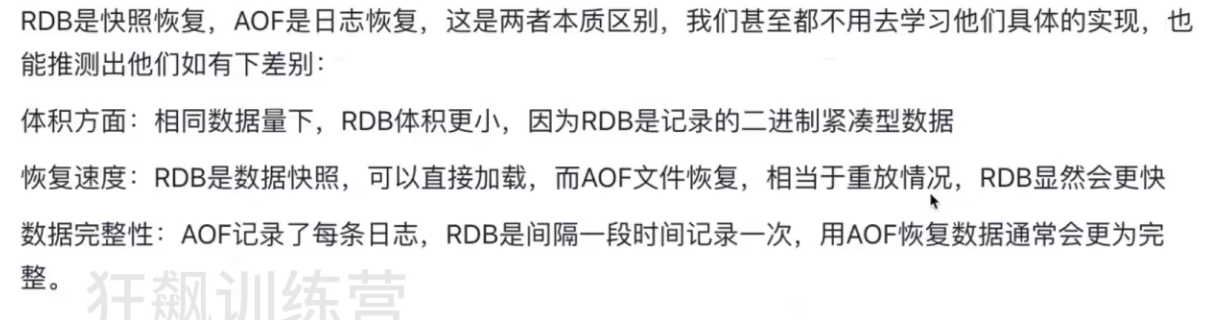 RDB是快照恢复，AOF是日志恢复，这是两者本质区别，我们甚至都不用去学习他们具体的实现，也
能推测出他们如有下差别：
体积方面：相同数据量下，RDB体积更小，因为RDB是记录的二进制紧凑型数据
恢复速度：RDB是数据快照，可以直接加载，而AOF文件恢复，相当于重放情况，RDB显然会更快
数据完整性：AOF记录了每条日志，RDB是间隔一段时间记录一次，用AOF恢复数据通常会更为完
整。
狂飙训练营